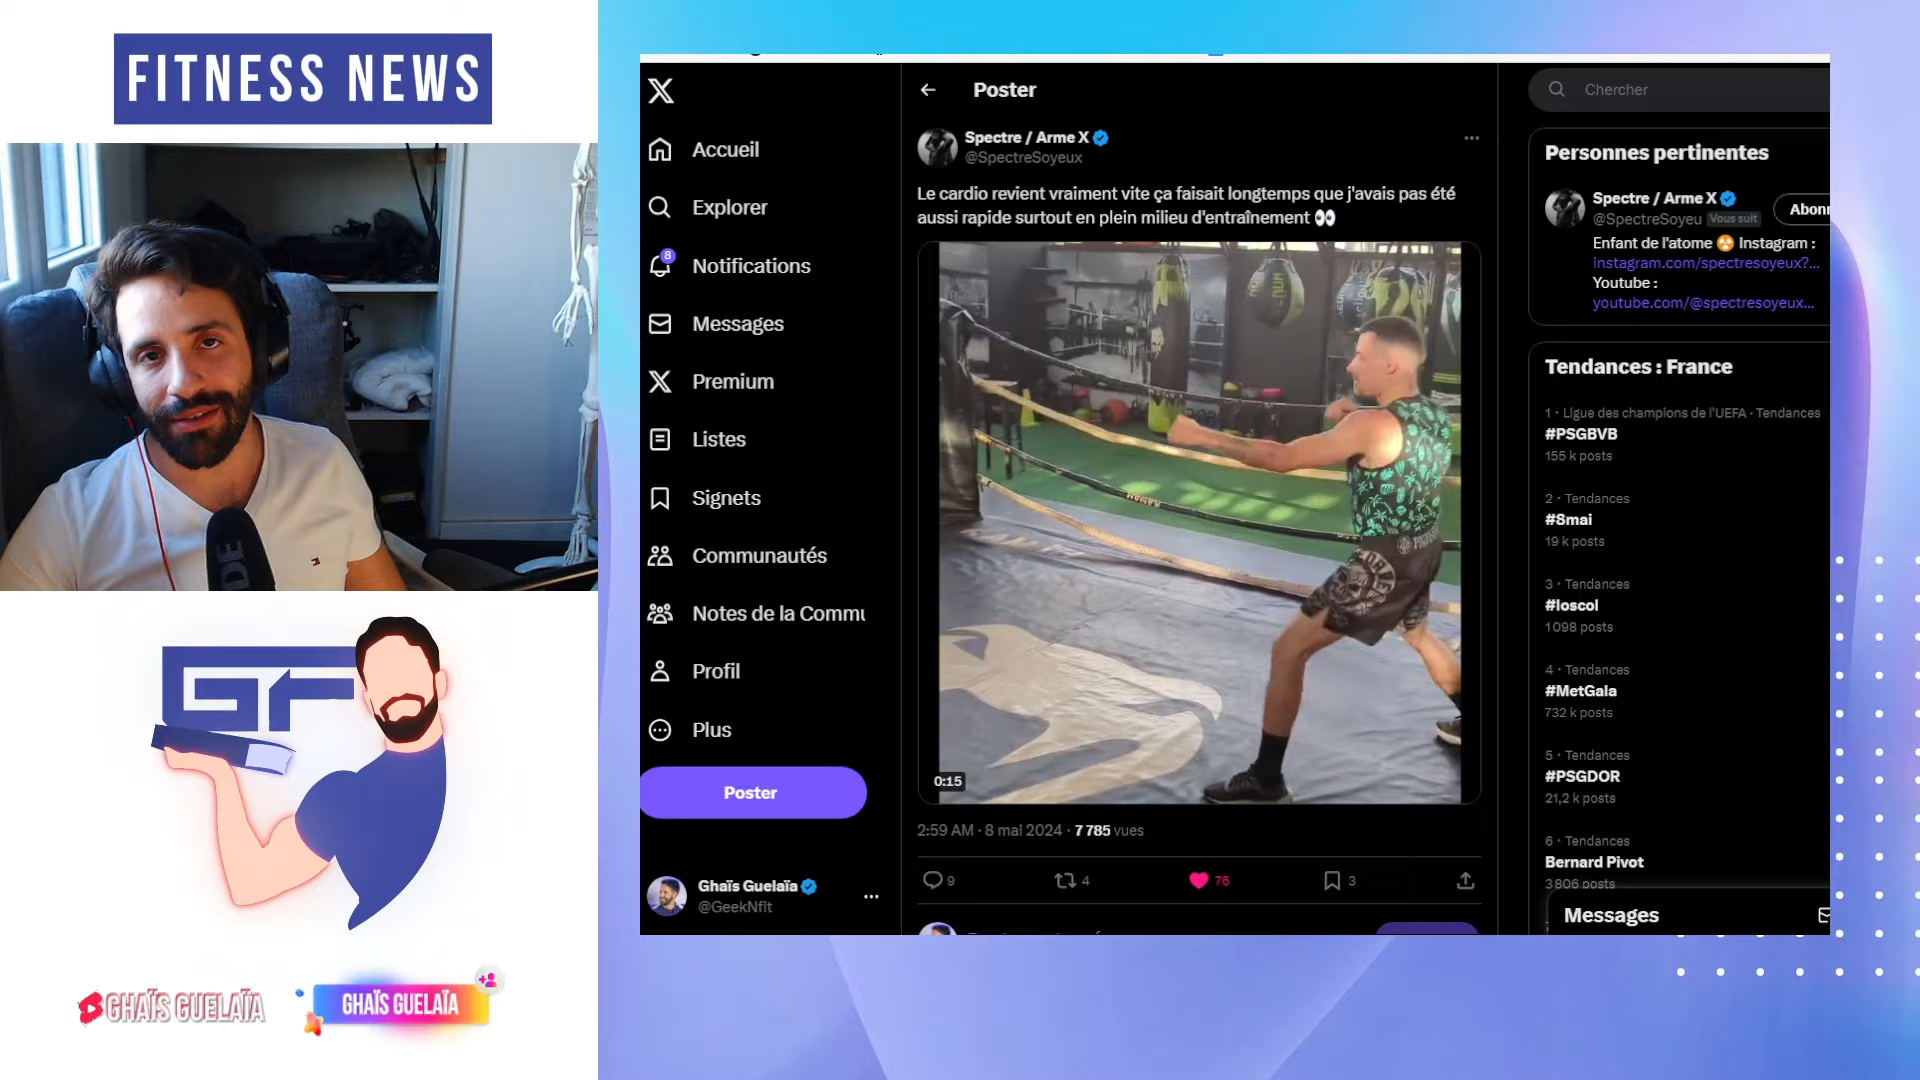 FITNESS NEWS
GF
GHAÏS GUELAÏA
GHAÏS GUELAÏA
Accueil
Explorer
8
Notifications
Messages
Premium
Listes
Signets
Communautés
Notes de la Commu
Profil
Plus
Poster
Ghaïs Guelaïa
@GeekNfit
Poster
Spectre / Arme X
@SpectreSoyeux
Le cardio revient vraiment vite ça faisait longtemps que j'avais pas été
aussi rapide surtout en plein milieu d'entraînement 👀
0:15
2:59 AM · 8 mai 2024 · 7 785 vues
9
4
76
3
Chercher
Personnes pertinentes
Spectre / Arme X
@SpectreSoyeu Vous suit
Abonn
Enfant de l'atome ☢ Instagram :
instagram.com/spectresoyeux?...
Youtube :
youtube.com/@spectresoyeux...
Tendances : France
1 · Ligue des champions de l'UEFA · Tendances
#PSGBVB
155 k posts
2 · Tendances
#8mai
19 k posts
3 · Tendances
#loscol
1 098 posts
4 · Tendances
#MetGala
732 k posts
5 · Tendances
#PSGDOR
21,2 k posts
6 · Tendances
Bernard Pivot
3 806 posts
Messages